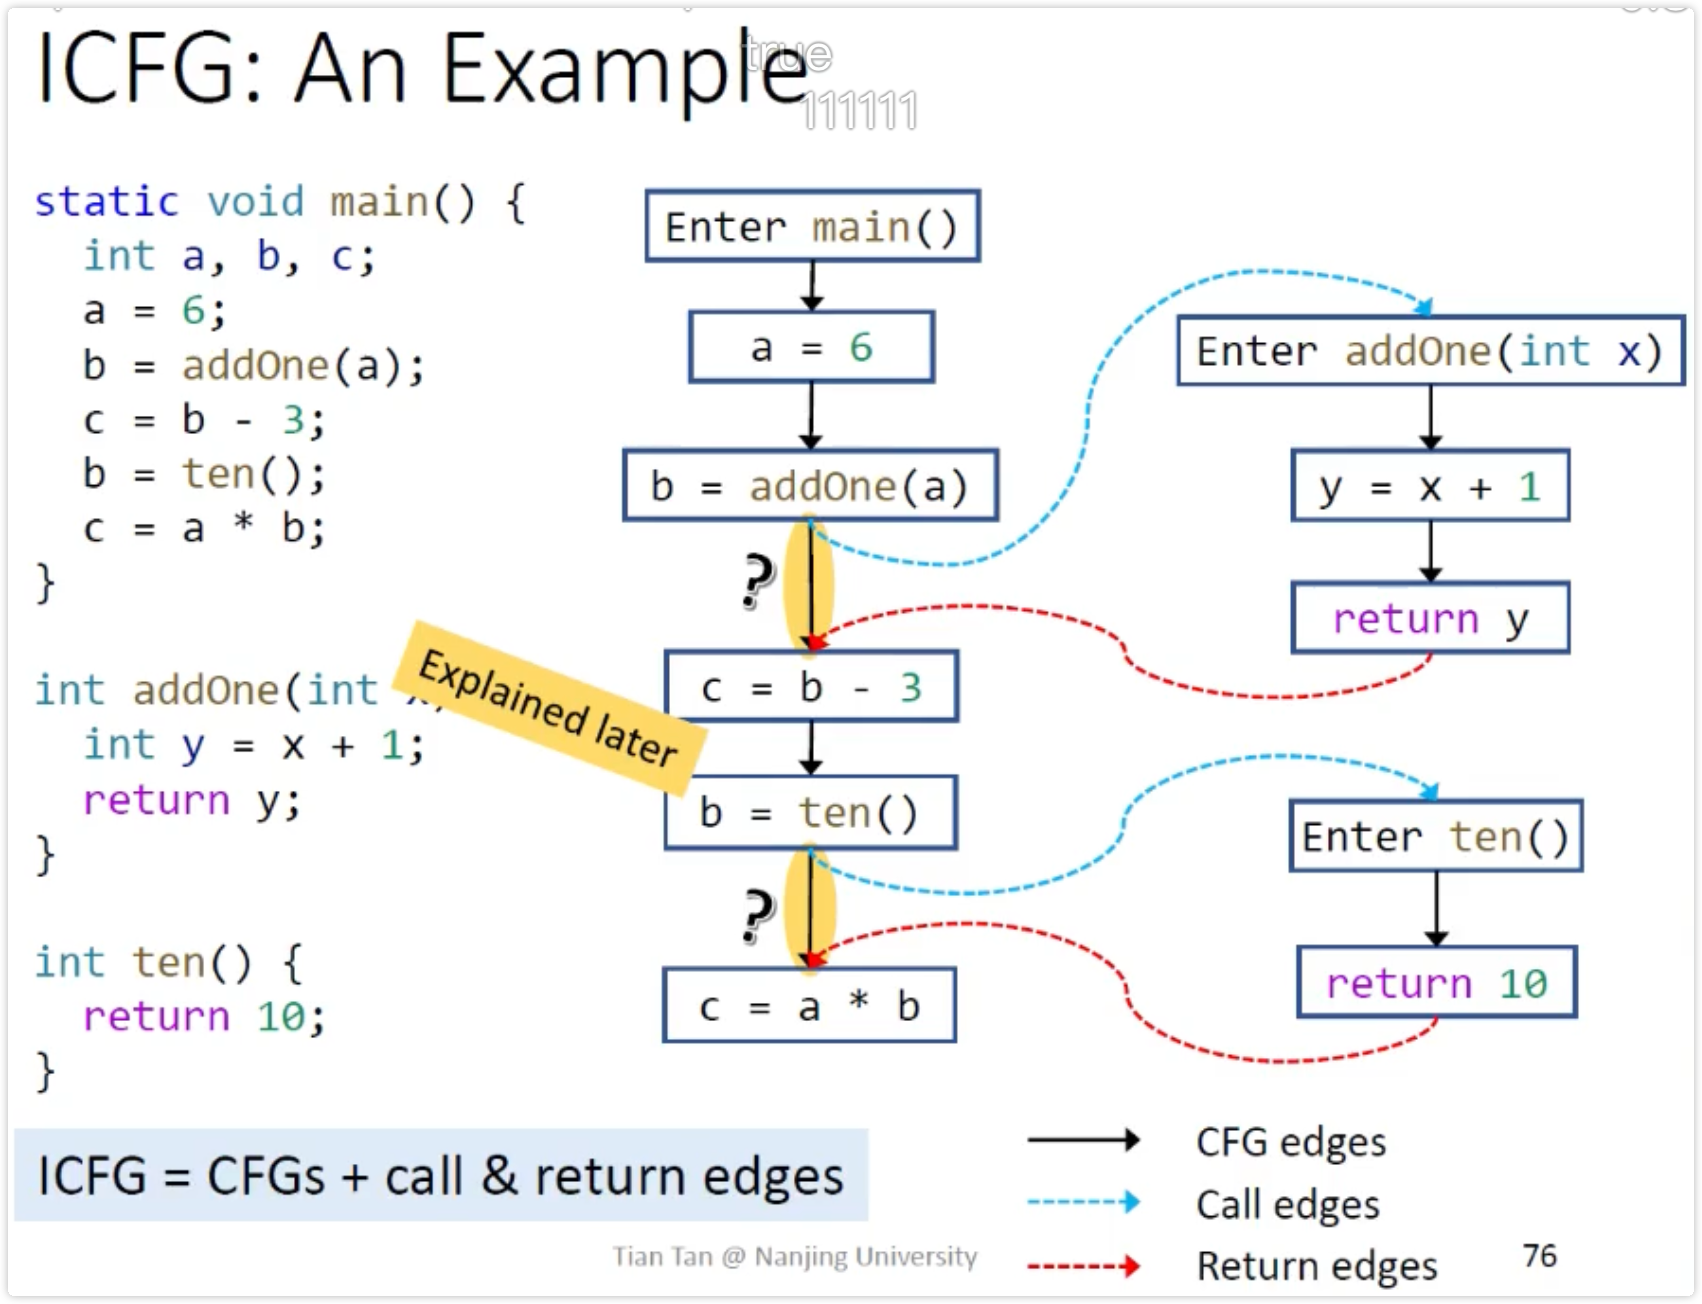 ICFG: An Example
true
111111
static void main() {
int a, b, c;
a = 6;
b = addOne(a);
c = b - 3;
b = ten();
c = a * b;
}
int addOne(int
int y = x + 1;
return y;
}
int ten() {
return 10;
}
Explained later
Enter main()
a = 6
b = addOne(a)
?
c = b - 3
b = ten()
?
c = a * b
Enter addOne(int x)
y = x + 1
return y
Enter ten()
return 10
ICFG = CFGs + call & return edges
CFG edges
Call edges
Return edges
Tian Tan @ Nanjing University
76